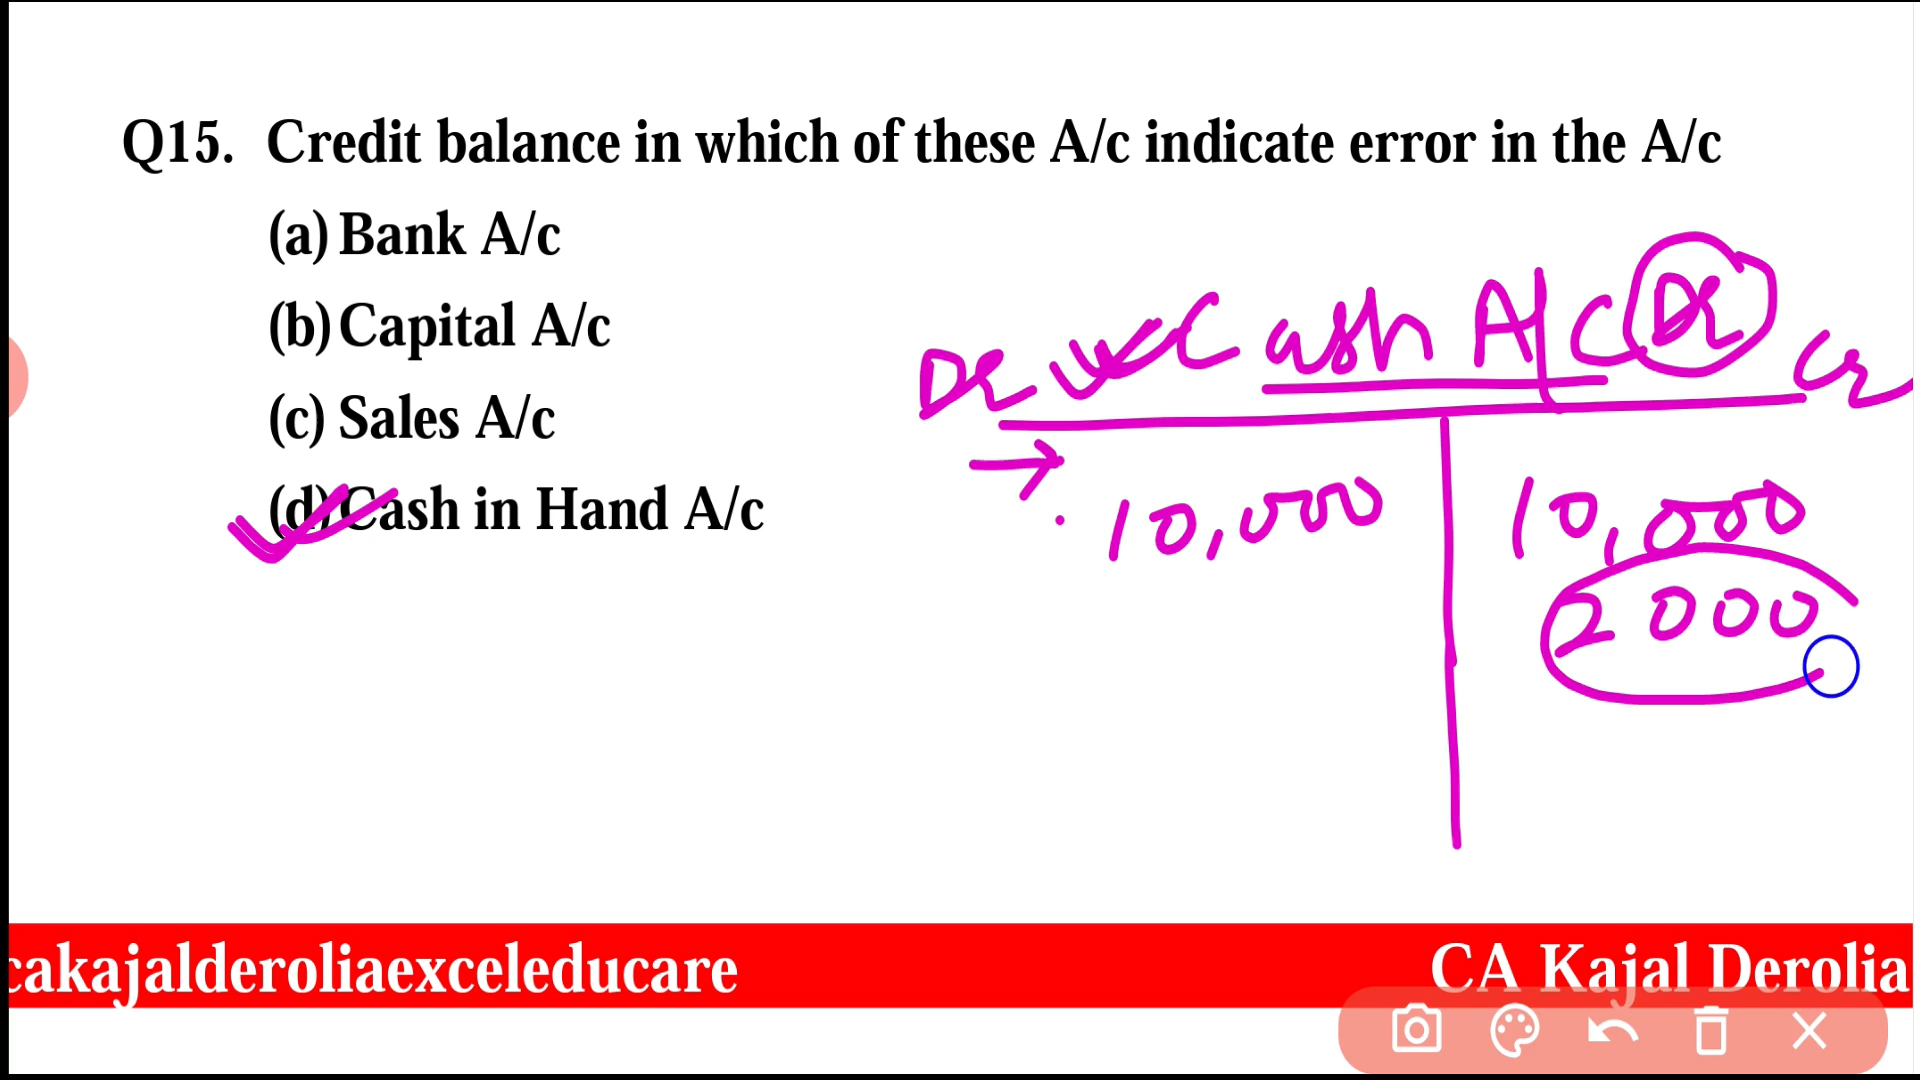 Q15. Credit balance in which of these A/c indicate error in the A/c
(a) Bank A/c
(b) Capital A/c
(c) Sales A/c
(d) Cash in Hand A/c
Dr Cash A/c Dr Cr
10,000 10,000
2000
cakajalderoliaexceleducare CA Kajal Derolia